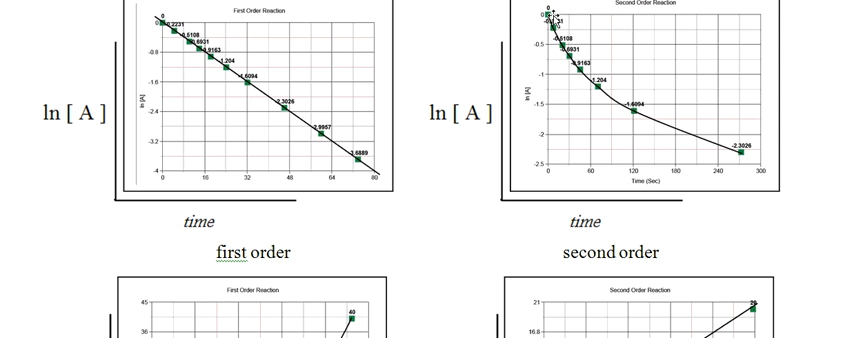 First Order Reaction
0
0
-0.2231
-0.5108
-0.6931
-0.9163
-0.8
-1.204
-1.6
-1.6094
-2.3026
-2.4
-2.9957
-3.2
-3.6889
-4
0 16 32 48 64 80
ln [A]
ln [ A ]
time
first order
Second Order Reaction
0
0
-0.5
-0.5108
-0.6931
-0.9163
-1
-1.204
-1.5
-1.6094
-2
-2.3026
-2.5
0 60 120 180 240 300
Time (Sec)
ln [A]
ln [ A ]
time
second order
First Order Reaction
45
40
36
Second Order Reaction
21
20
16.8